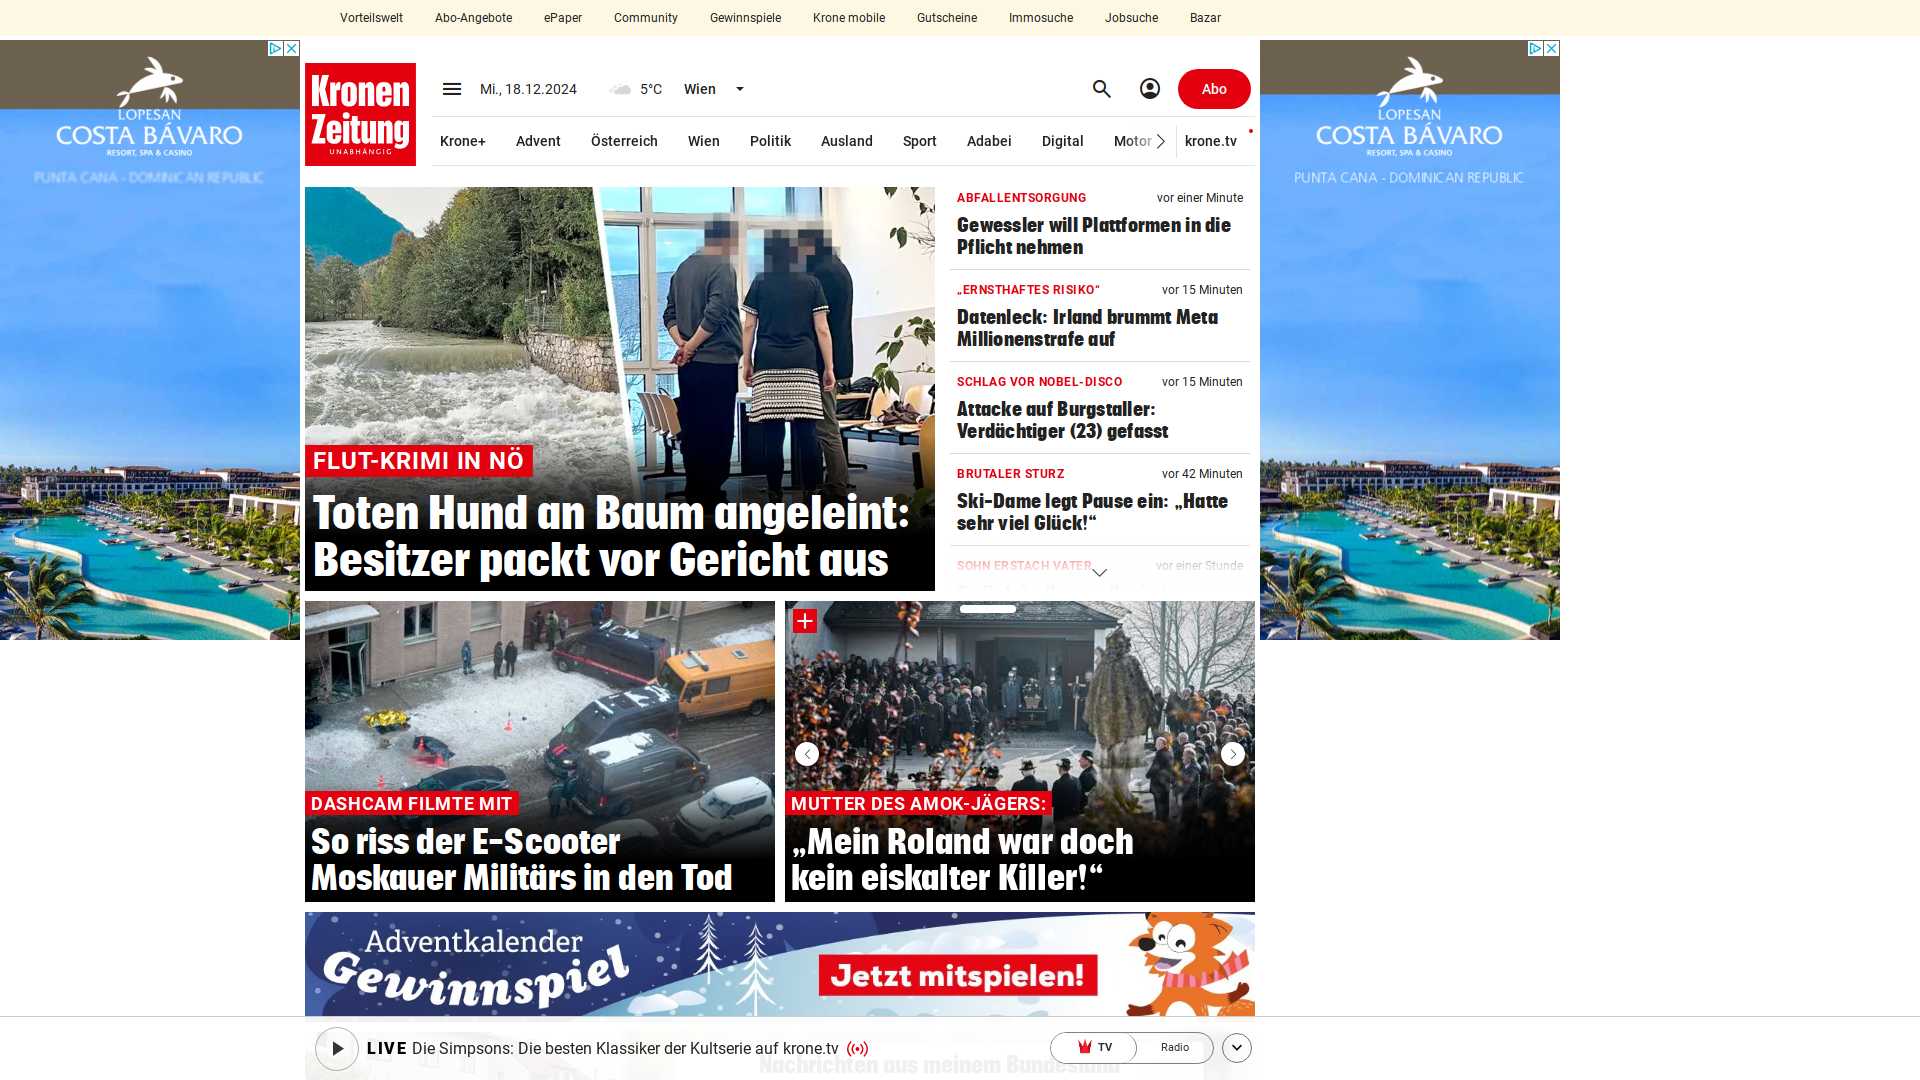 Vorteilswelt Abo-Angebote ePaper Community Gewinnspiele Krone mobile Gutscheine Immosuche Jobsuche Bazar
LOPESAN
COSTA BÁVARO
RESORT, SPA & CASINO
PUNTA CANA - DOMINICAN REPUBLIC
Kronen
Zeitung
UNABHÄNGIG
Mi., 18.12.2024 5°C Wien
Abo
Krone+ Advent Österreich Wien Politik Ausland Sport Adabei Digital Motor krone.tv
FLUT-KRIMI IN NÖ
Toten Hund an Baum angeleint:
Besitzer packt vor Gericht aus
ABFALLENTSORGUNG vor einer Minute
Gewessler will Plattformen in die
Pflicht nehmen
„ERNSTHAFTES RISIKO“ vor 15 Minuten
Datenleck: Irland brummt Meta
Millionenstrafe auf
SCHLAG VOR NOBEL-DISCO vor 15 Minuten
Attacke auf Burgstaller:
Verdächtiger (23) gefasst
BRUTALER STURZ vor 42 Minuten
Ski-Dame legt Pause ein: „Hatte
sehr viel Glück!“
SOHN ERSTACH VATER vor einer Stunde
LOPESAN
COSTA BÁVARO
RESORT, SPA & CASINO
PUNTA CANA - DOMINICAN REPUBLIC
DASHCAM FILMTE MIT
So riss der E-Scooter
Moskauer Militärs in den Tod
MUTTER DES AMOK-JÄGERS:
„Mein Roland war doch
kein eiskalter Killer!“
Adventkalender
Gewinnspiel
Jetzt mitspielen!
LIVE Die Simpsons: Die besten Klassiker der Kultserie auf krone.tv
TV Radio
Nachrichten aus meinem Bundesland